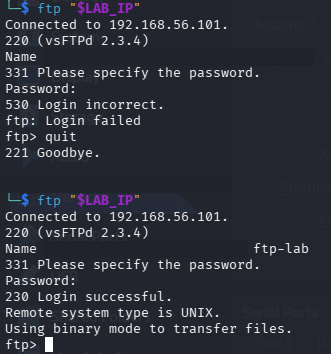 └─$ ftp "$LAB_IP"
Connected to 192.168.56.101.
220 (vsFTPd 2.3.4)
Name
331 Please specify the password.
Password:
530 Login incorrect.
ftp: Login failed
ftp> quit
221 Goodbye.
└─$ ftp "$LAB_IP"
Connected to 192.168.56.101.
220 (vsFTPd 2.3.4)
Name ftp-lab
331 Please specify the password.
Password:
230 Login successful.
Remote system type is UNIX.
Using binary mode to transfer files.
ftp>